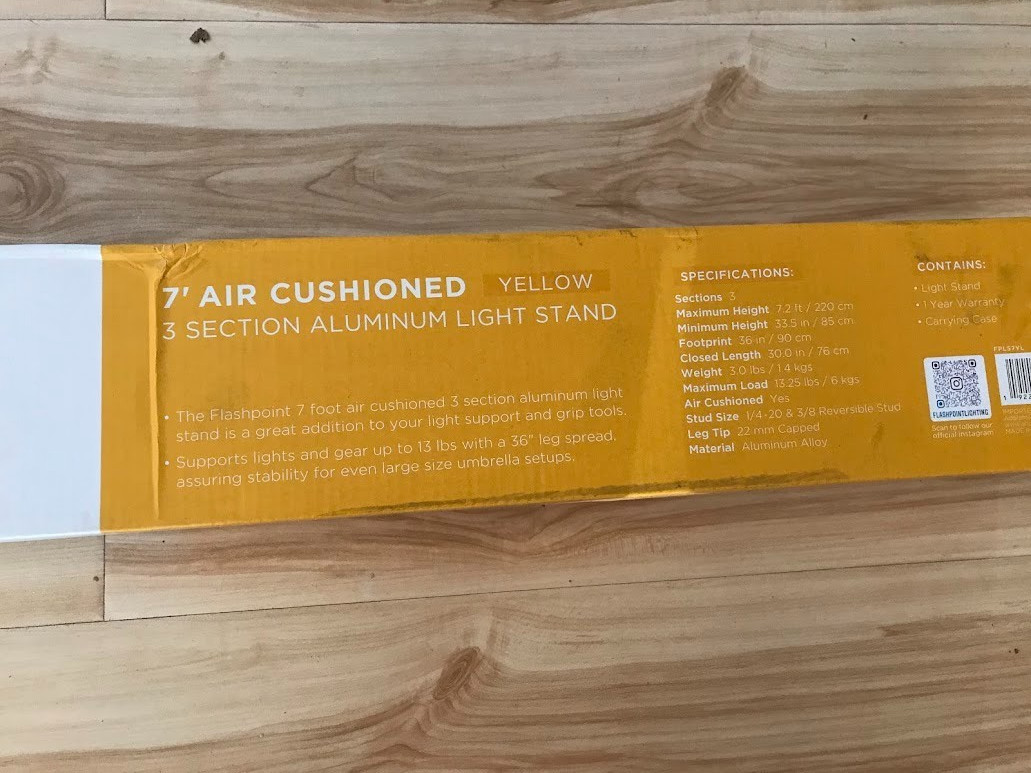 7' AIR CUSHIONED YELLOW
3 SECTION ALUMINUM LIGHT STAND
• The Flashpoint 7 foot air cushioned 3 section aluminum light
stand is a great addition to your light support and grip tools.
• Supports lights and gear up to 13 lbs with a 36" leg spread,
assuring stability for even large size umbrella setups.
SPECIFICATIONS:
Sections 3
Maximum Height 7.2 ft / 220 cm
Minimum Height 33.5 in / 85 cm
Footprint 36 in / 90 cm
Closed Length 30.0 in / 76 cm
Weight 3.0 lbs / 1.4 kgs
Maximum Load 13.25 lbs / 6 kgs
Air Cushioned Yes
Stud Size 1/4-20 & 3/8 Reversible Stud
Leg Tip 22 mm Capped
Material Aluminum Alloy
CONTAINS:
• Light Stand
• 1 Year Warranty
• Carrying Case
FLASHPOINTLIGHTING
Scan to follow our
official instagram
FPLS7YL